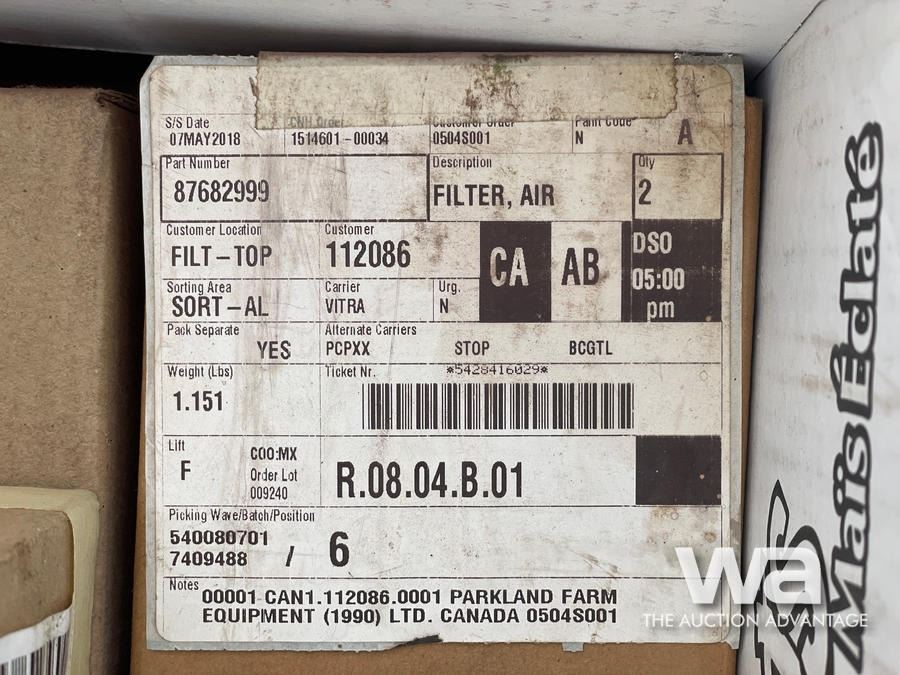 S/S Date CNH Order Customer Order Paint Code
07MAY2018 1514601-00034 0504S001 N A
Part Number Description Qty
87682999 FILTER, AIR 2
Customer Location Customer
FILT-TOP 112086 CA AB DSO
05:00
pm
Sorting Area Carrier Urg.
SORT-AL VITRA N
Pack Separate Alternate Carriers
YES PCPXX STOP BCGTL
Weight (Lbs) Ticket Nr. *5428416029*
1.151
Lift COO:MX
F Order Lot R.08.04.B.01
009240
Picking Wave/Batch/Position
540080701
7409488 / 6
Notes 00001 CAN1.112086.0001 PARKLAND FARM
EQUIPMENT (1990) LTD. CANADA 0504S001
Maïs Éclaté
wa
THE AUCTION ADVANTAGE